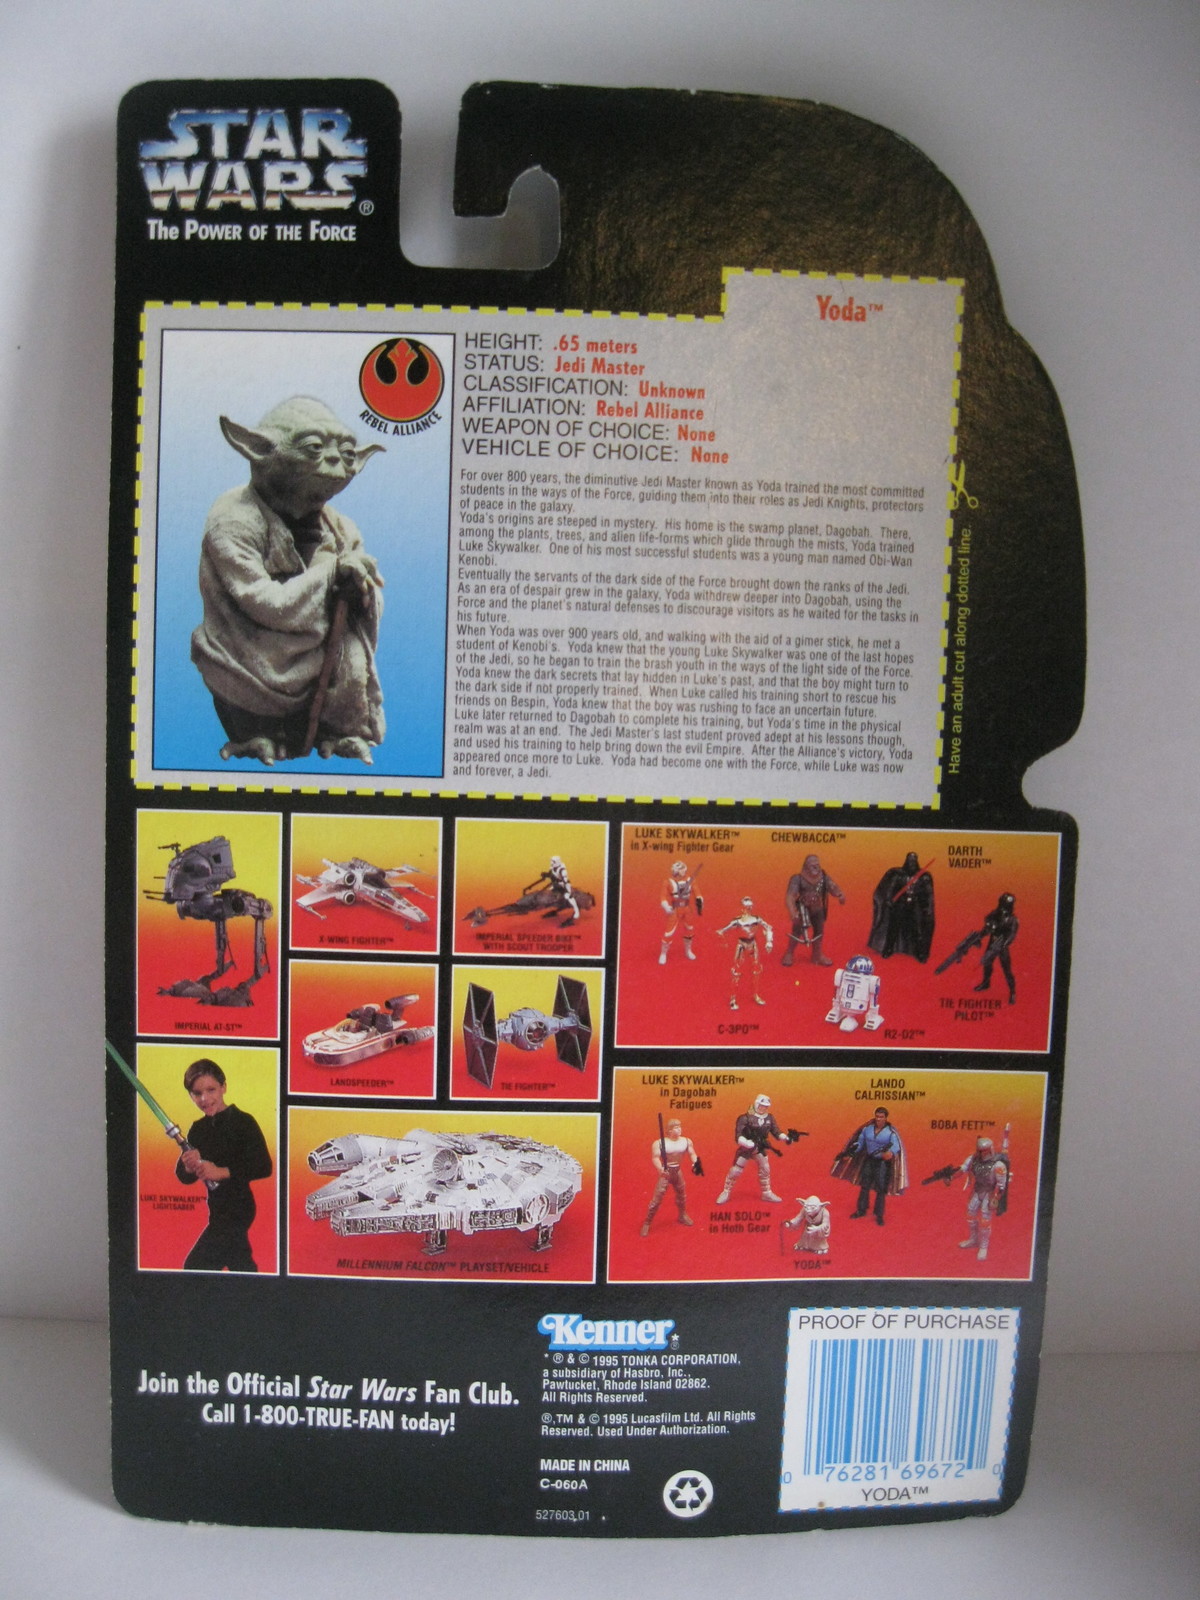 STAR
WARS®
The POWER OF THE FORCE
Yoda™
REBEL ALLIANCE
HEIGHT: .65 meters
STATUS: Jedi Master
CLASSIFICATION: Unknown
AFFILIATION: Rebel Alliance
WEAPON OF CHOICE: None
VEHICLE OF CHOICE: None
For over 800 years, the diminutive Jedi Master known as Yoda trained the most committed
students in the ways of the Force, guiding them into their roles as Jedi Knights, protectors
of peace in the galaxy.
Yoda's origins are steeped in mystery. His home is the swamp planet, Dagobah. There,
among the plants, trees, and alien life-forms which glide through the mists, Yoda trained
Luke Skywalker. One of his most successful students was a young man named Obi-Wan
Kenobi.
Eventually the servants of the dark side of the Force brought down the ranks of the Jedi.
As an era of despair grew in the galaxy, Yoda withdrew deeper into Dagobah, using the
Force and the planet's natural defenses to discourage visitors as he waited for the tasks in
his future.
When Yoda was over 900 years old, and walking with the aid of a gimer stick, he met a
student of Kenobi's. Yoda knew that the young Luke Skywalker was one of the last hopes
of the Jedi, so he began to train the brash youth in the ways of the light side of the Force.
Yoda knew the dark secrets that lay hidden in Luke's past, and that the boy might turn to
the dark side if not properly trained. When Luke called his training short to rescue his
friends on Bespin, Yoda knew that the boy was rushing to face an uncertain future.
Luke later returned to Dagobah to complete his training, but Yoda's time in the physical
realm was at an end. The Jedi Master's last student proved adept at his lessons though,
and used his training to help bring down the evil Empire. After the Alliance's victory, Yoda
appeared once more to Luke. Yoda had become one with the Force, while Luke was now
and forever, a Jedi.
Have an adult cut along dotted line.
IMPERIAL AT-ST™
X-WING FIGHTER™
IMPERIAL SPEEDER BIKE™
WITH SCOUT TROOPER
LANDSPEEDER™
TIE FIGHTER™
LUKE SKYWALKER™
LIGHTSABER
MILLENNIUM FALCON™ PLAYSET/VEHICLE
LUKE SKYWALKER™
in X-wing Fighter Gear
CHEWBACCA™
DARTH
VADER™
C-3PO™
R2-D2™
TIE FIGHTER
PILOT™
LUKE SKYWALKER™
in Dagobah
Fatigues
LANDO
CALRISSIAN™
BOBA FETT™
HAN SOLO™
in Hoth Gear
YODA™
Join the Official Star Wars Fan Club.
Call 1-800-TRUE-FAN today!
Kenner®*
* ® & © 1995 TONKA CORPORATION,
a subsidiary of Hasbro, Inc.,
Pawtucket, Rhode Island 02862.
All Rights Reserved.
®,TM & © 1995 Lucasfilm Ltd. All Rights
Reserved. Used Under Authorization.
MADE IN CHINA
C-060A
527603.01
PROOF OF PURCHASE
0 76281 69672 0
YODA™